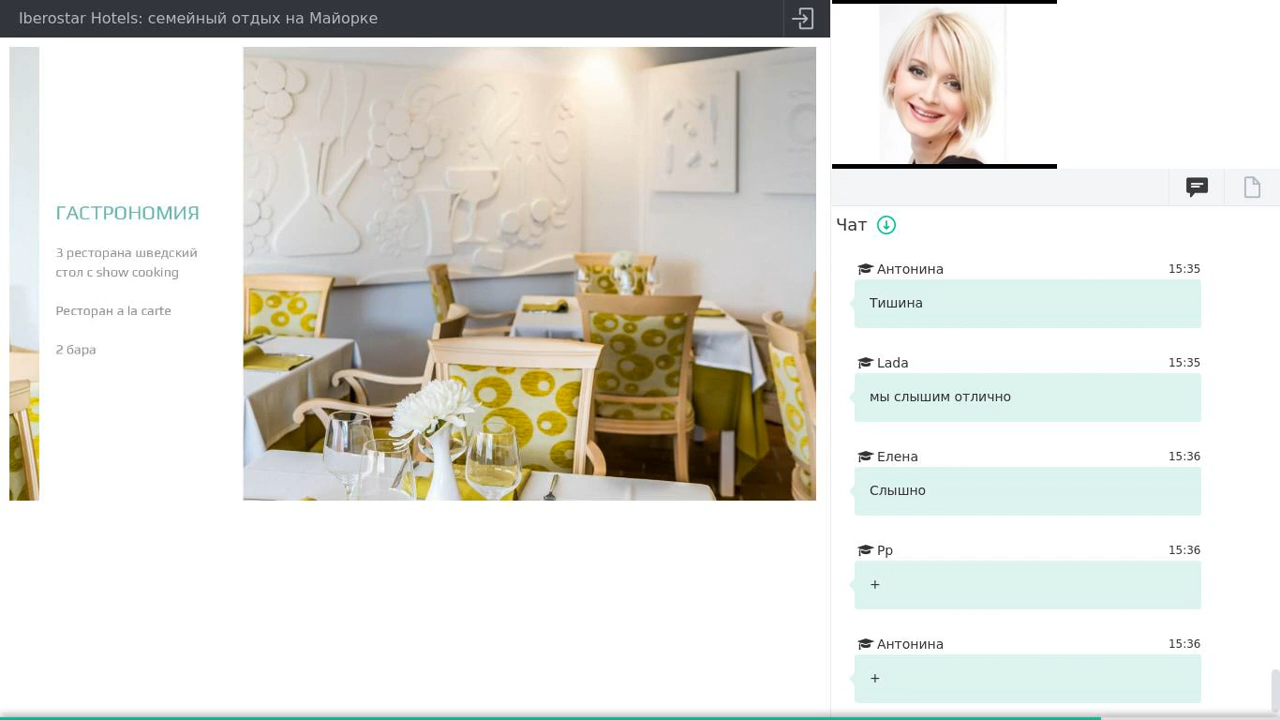 Iberostar Hotels: семейный отдых на Майорке
ГАСТРОНОМИЯ
3 ресторана шведский
стол с show cooking
Ресторан a la carte
2 бара
Чат
Антонина 15:35
Тишина
Lada 15:35
мы слышим отлично
Елена 15:36
Слышно
Рр 15:36
+
Антонина 15:36
+